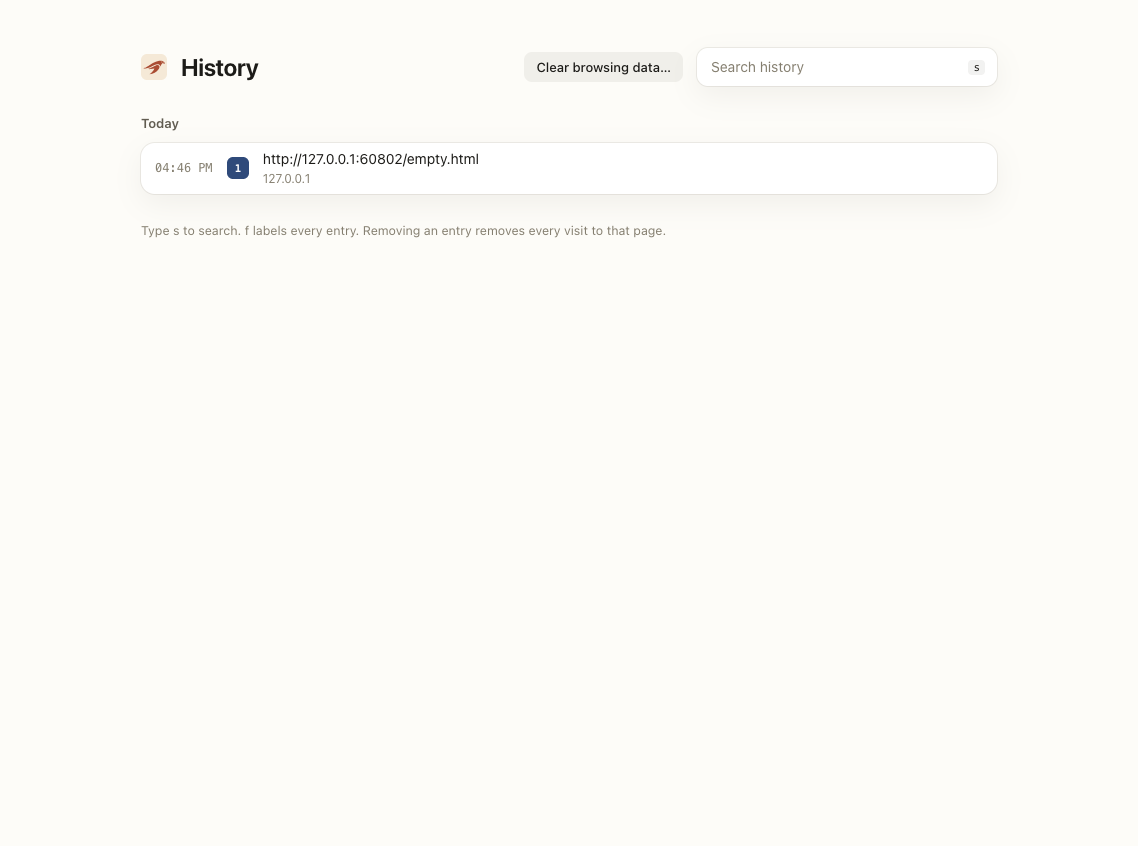 History
Clear browsing data...
Search history
s
Today
04:46 PM
1
http://127.0.0.1:60802/empty.html
127.0.0.1
Type s to search. f labels every entry. Removing an entry removes every visit to that page.